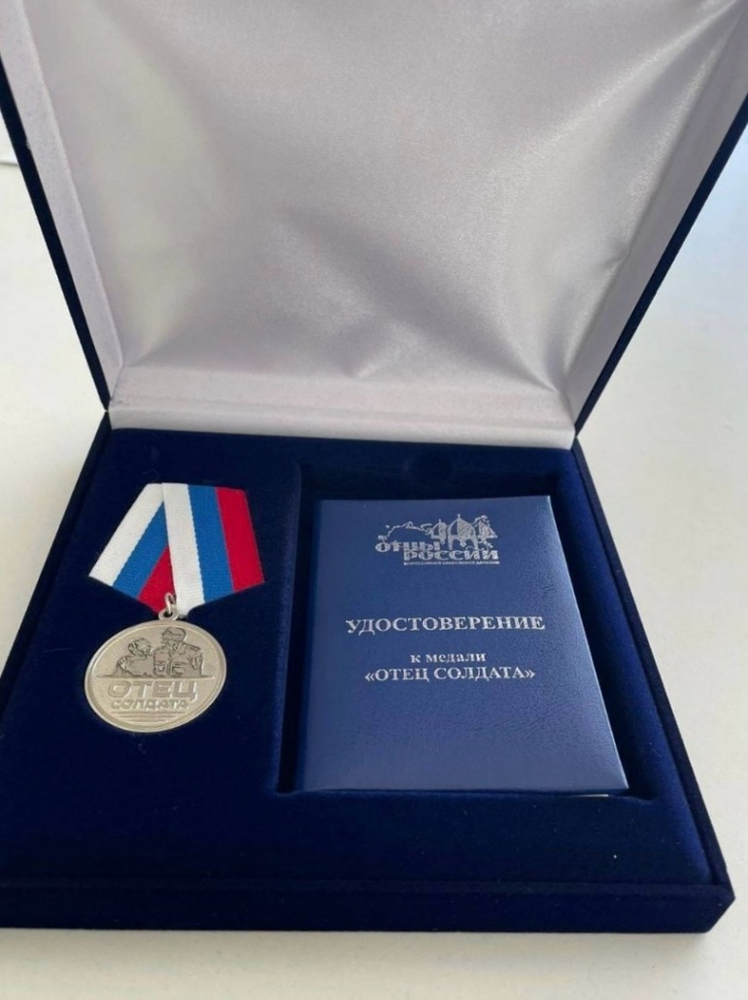 ОТЕЦ
СОЛДАТА
ОТЦЫ
РОССИИ
УДОСТОВЕРЕНИЕ
к медали
«ОТЕЦ СОЛДАТА»